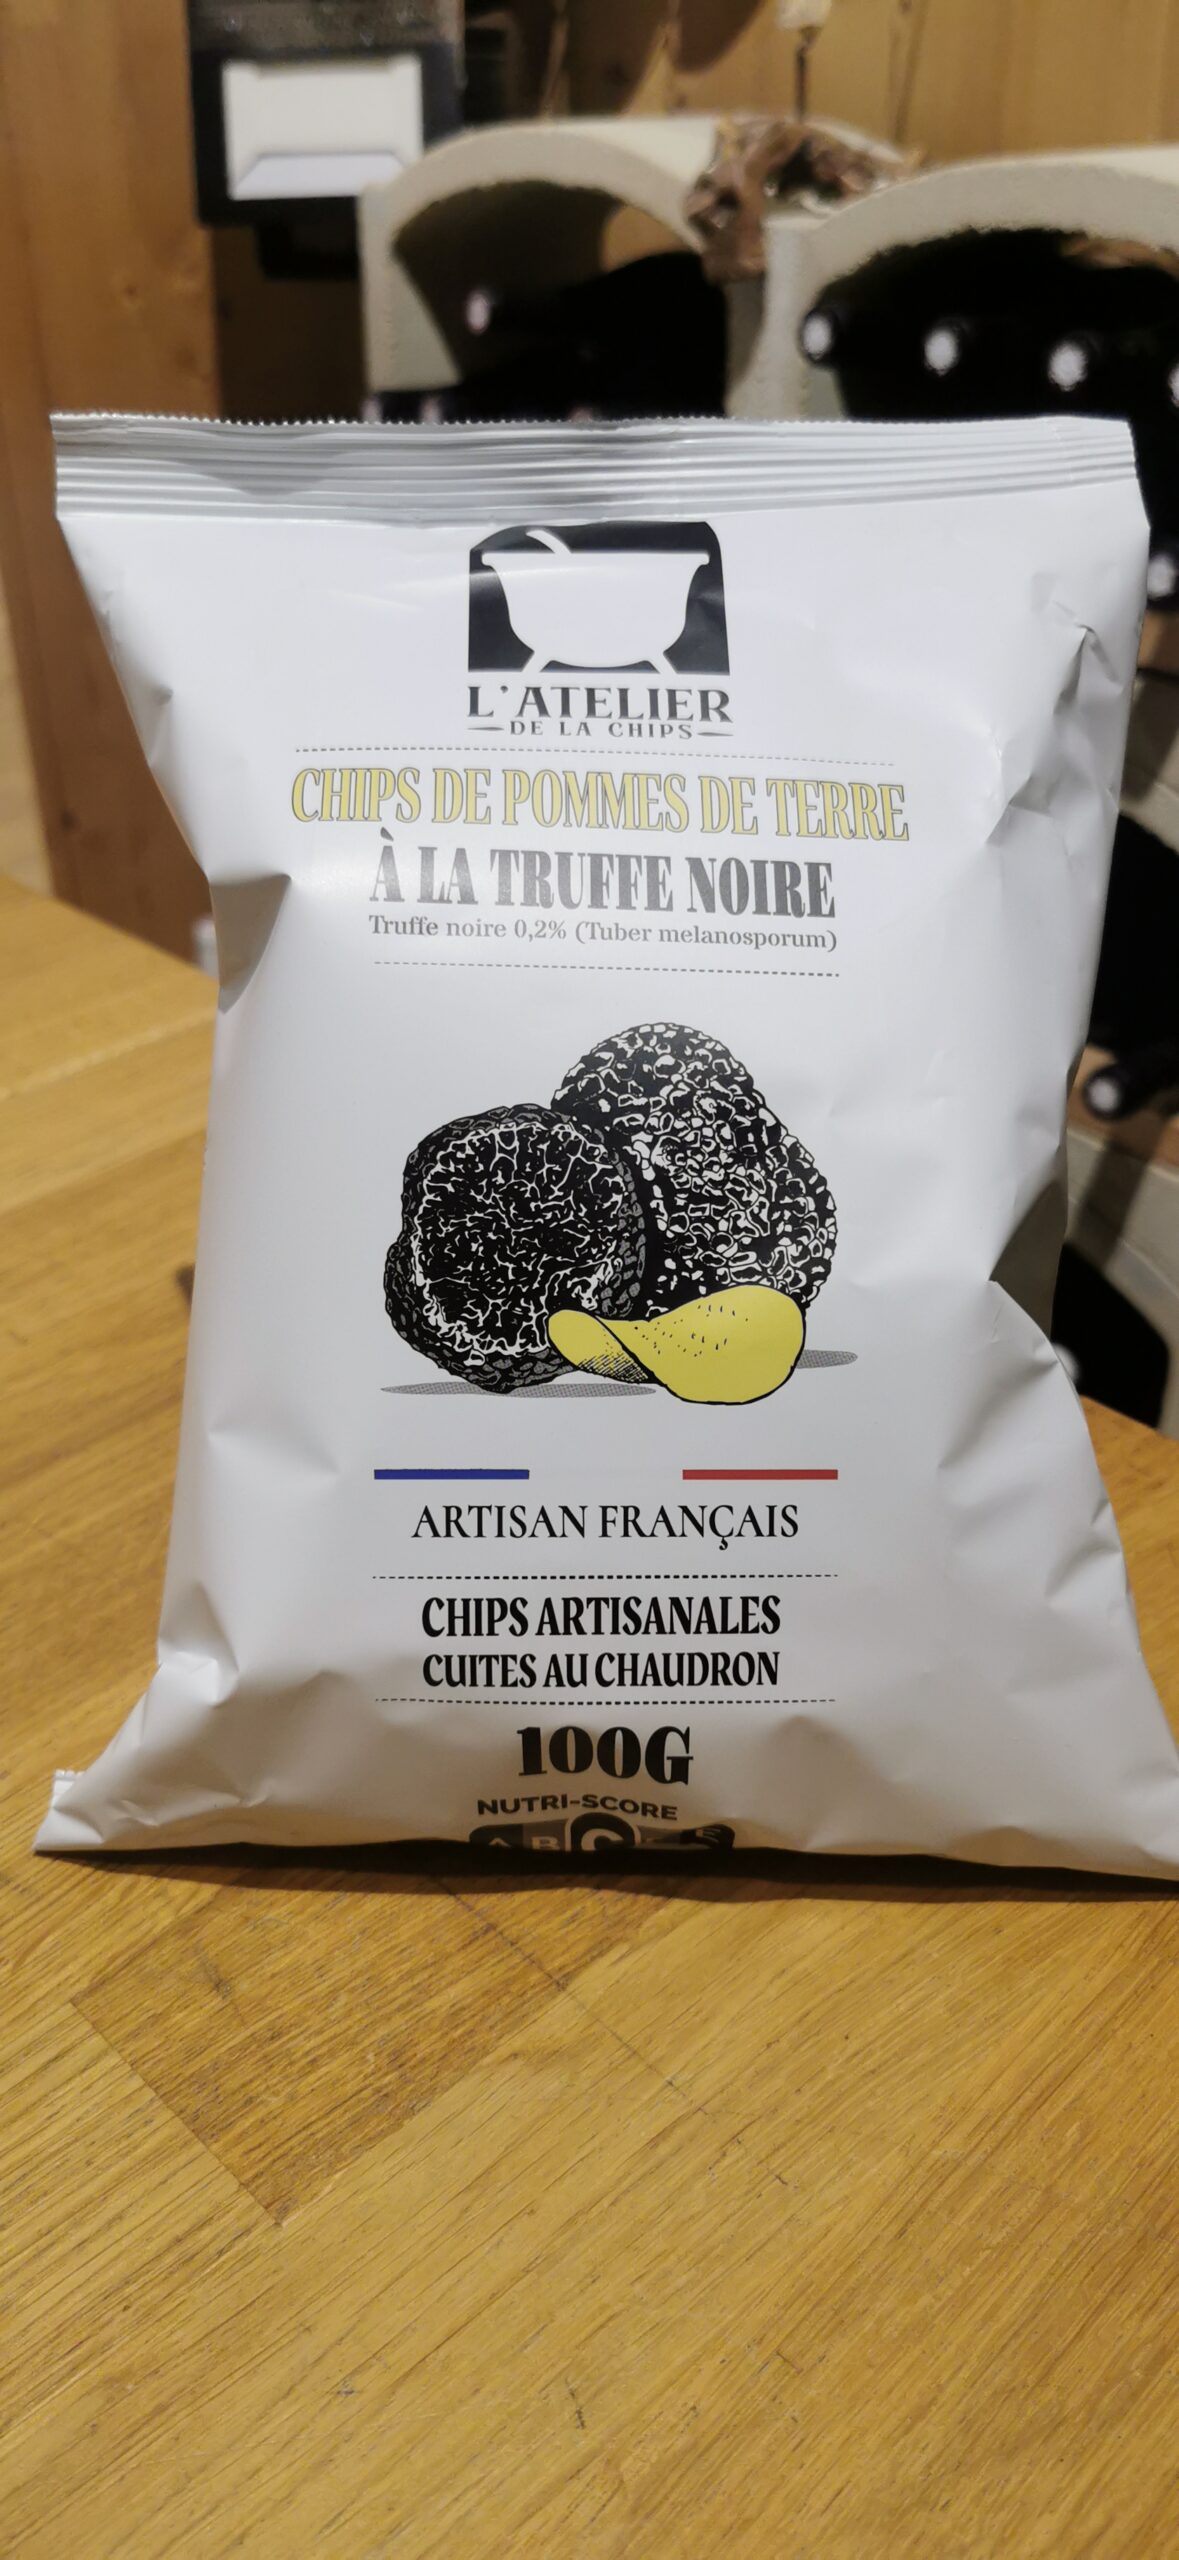 L'ATELIER
DE LA CHIPS
CHIPS DE POMMES DE TERRE
À LA TRUFFE NOIRE
Truffe noire 0,2% (Tuber melanosporum)
ARTISAN FRANÇAIS
CHIPS ARTISANALES
CUITES AU CHAUDRON
100G
NUTRI-SCORE
A B C D E